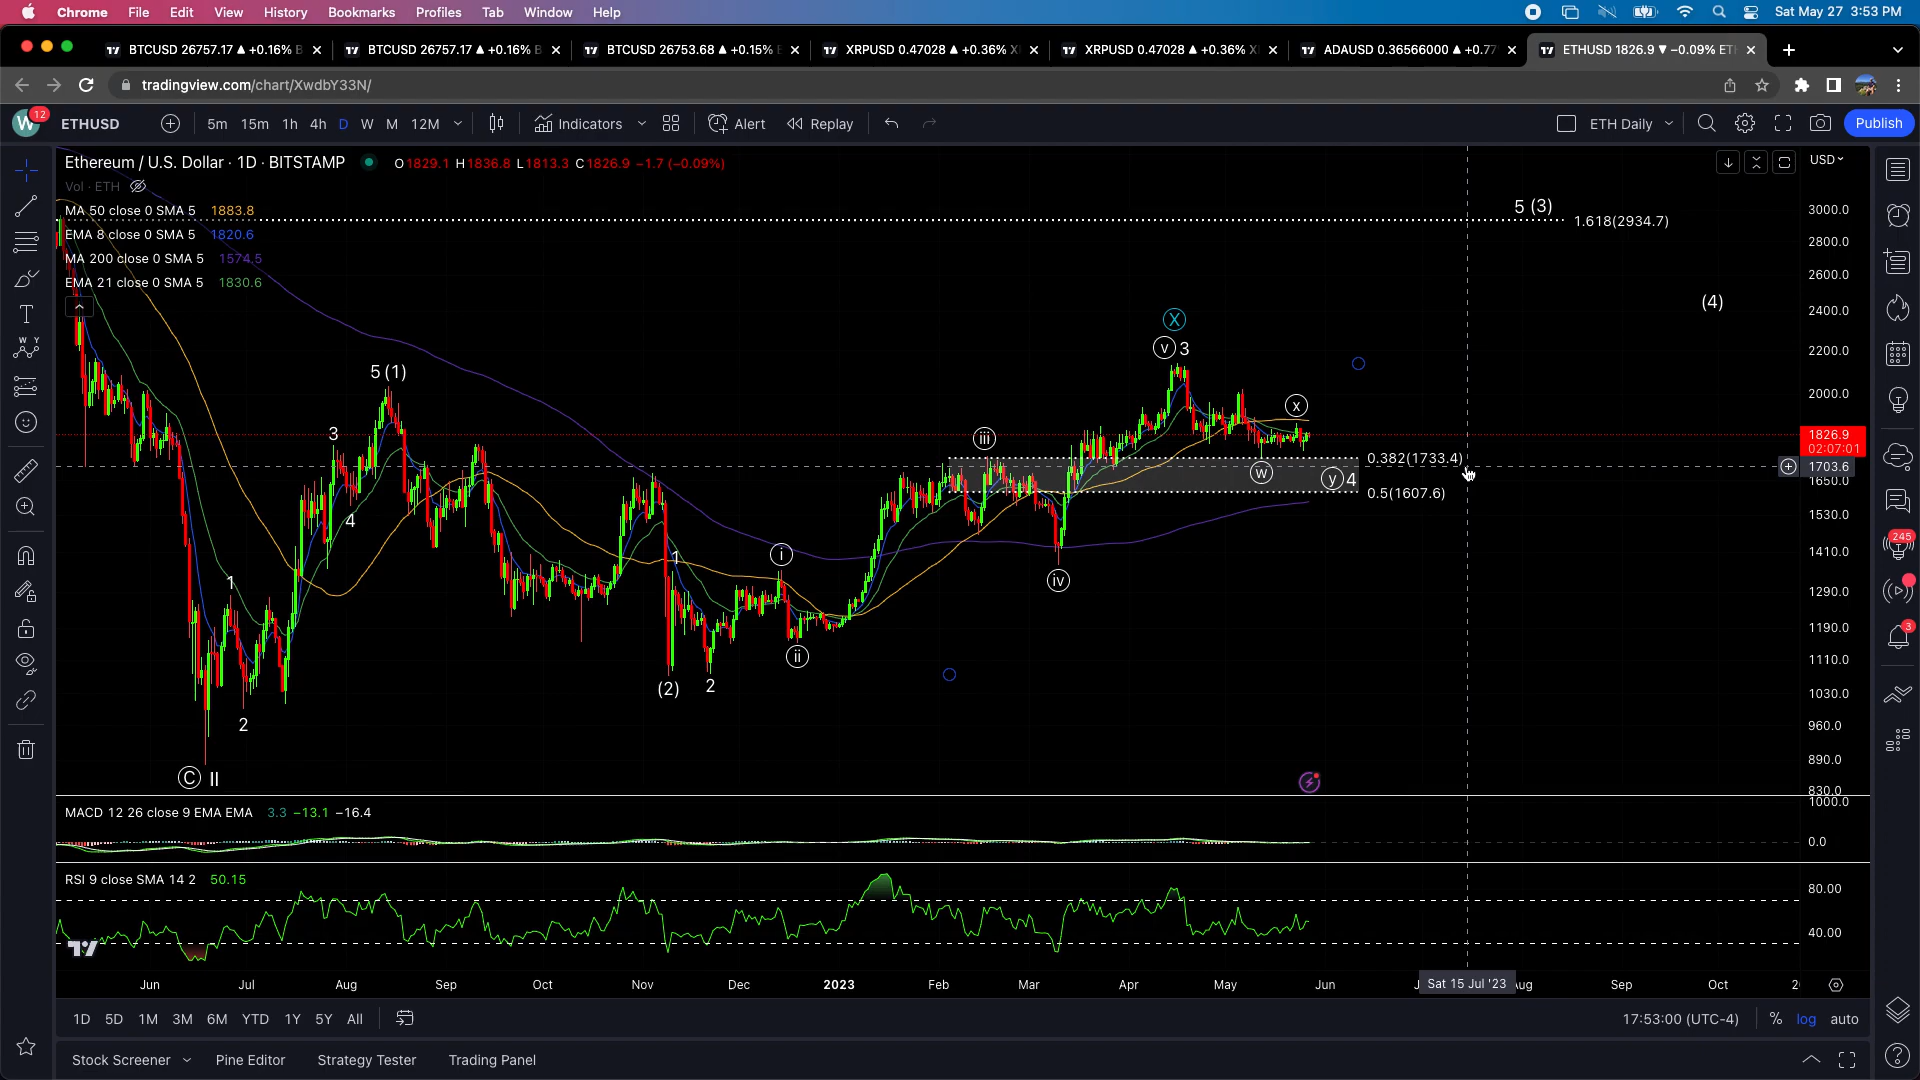 Chrome File Edit View History Bookmarks Profiles Tab Window Help Sat May 27 3:53 PM
BTCUSD 26757.17 ▲ +0.16% B BTCUSD 26757.17 ▲ +0.16% B BTCUSD 26753.68 ▲ +0.15% XRPUSD 0.47028 ▲ +0.36% X XRPUSD 0.47028 ▲ +0.36% X ADAUSD 0.36566000 ▲ +0.77 ETHUSD 1826.9 ▼ −0.09% ET
tradingview.com/chart/XwdbY33N/
W 12 ETHUSD 5m 15m 1h 4h D W M 12M Indicators Alert Replay ETH Daily Publish
Ethereum / U.S. Dollar · 1D · BITSTAMP O1829.1 H1836.8 L1813.3 C1826.9 −1.7 (−0.09%) USD
Vol · ETH
MA 50 close 0 SMA 5 1883.8
EMA 8 close 0 SMA 5 1820.6
MA 200 close 0 SMA 5 1574.5
EMA 21 close 0 SMA 5 1830.6
5 (3)
1.618(2934.7)
(4)
X
v 3
5 (1)
x
3
iii
0.382(1733.4)
w
y 4
0.5(1607.6)
4
i
1
1
iv
ii
(2)
2
2
C II
3000.0
2800.0
2600.0
2400.0
2200.0
2000.0
1826.9
02:07:01
1703.6
1650.0
1530.0
1410.0
1290.0
1190.0
1110.0
1030.0
960.0
890.0
830.0
245
3
MACD 12 26 close 9 EMA EMA 3.3 −13.1 −16.4
1000.0
0.0
RSI 9 close SMA 14 2 50.15
80.00
40.00
Jun Jul Aug Sep Oct Nov Dec 2023 Feb Mar Apr May Jun Sat 15 Jul '23 Aug Sep Oct
1D 5D 1M 3M 6M YTD 1Y 5Y All 17:53:00 (UTC-4) % log auto
Stock Screener Pine Editor Strategy Tester Trading Panel